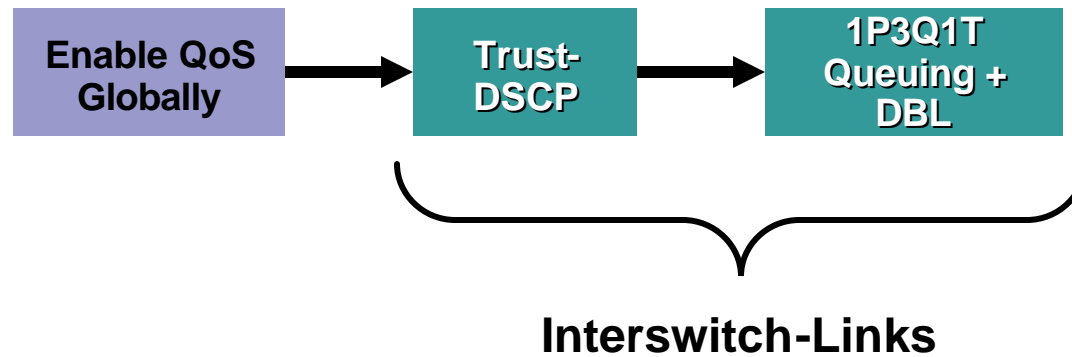 Enable QoS
Globally
Trust-
DSCP
1P3Q1T
Queuing +
DBL
Interswitch-Links